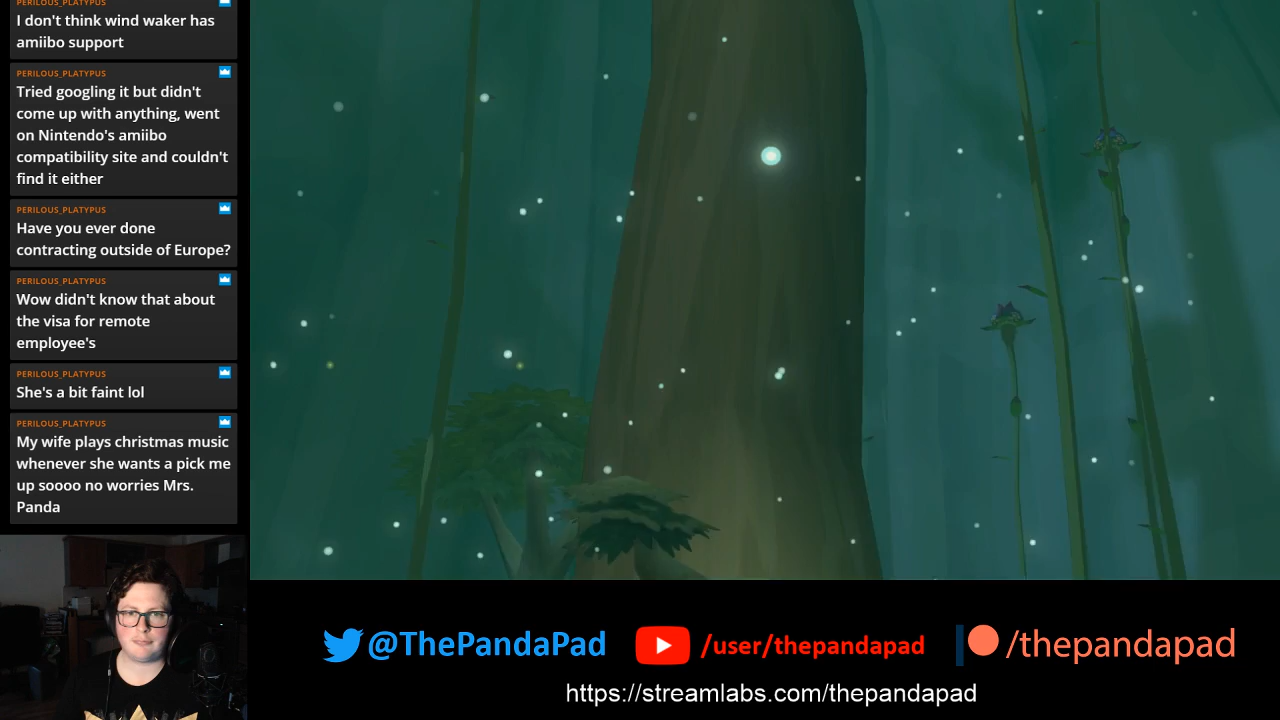 PERILOUS_PLATYPUS
I don't think wind waker has
amiibo support
PERILOUS_PLATYPUS
Tried googling it but didn't
come up with anything, went
on Nintendo's amiibo
compatibility site and couldn't
find it either
PERILOUS_PLATYPUS
Have you ever done
contracting outside of Europe?
PERILOUS_PLATYPUS
Wow didn't know that about
the visa for remote
employee's
PERILOUS_PLATYPUS
She's a bit faint lol
PERILOUS_PLATYPUS
My wife plays christmas music
whenever she wants a pick me
up soooo no worries Mrs.
Panda
@ThePandaPad /user/thepandapad /thepandapad
https://streamlabs.com/thepandapad